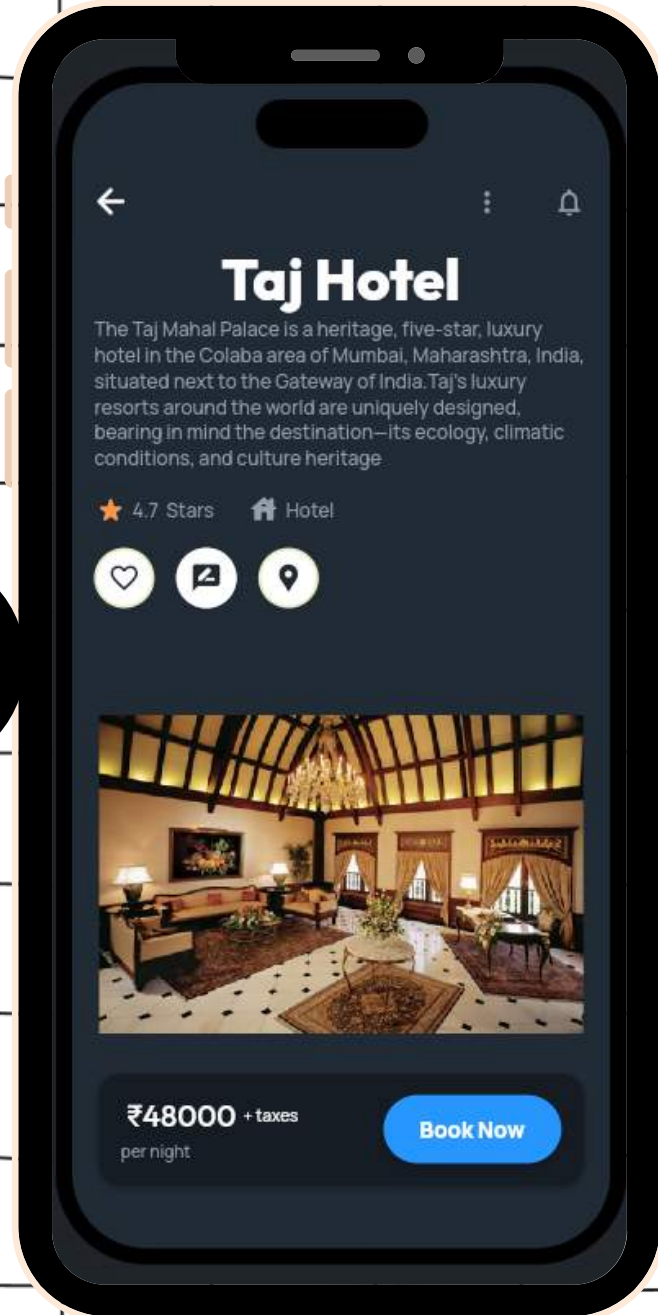 Taj Hotel
The Taj Mahal Palace is a heritage, five-star, luxury
hotel in the Colaba area of Mumbai, Maharashtra, India,
situated next to the Gateway of India.Taj's luxury
resorts around the world are uniquely designed,
bearing in mind the destination—its ecology, climatic
conditions, and culture heritage
4.7 Stars Hotel
₹48000 + taxes
per night
Book Now